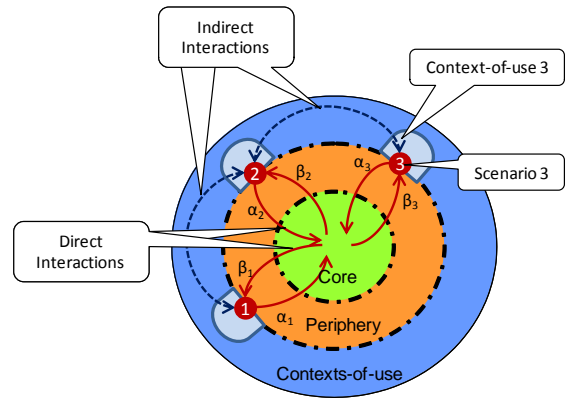 Indirect
Interactions
Context-of-use 3
2
α₃
3
β₂
Scenario 3
α₂
β₃
Direct
Interactions
β₁
Core
1
α₁
Periphery
Contexts-of-use